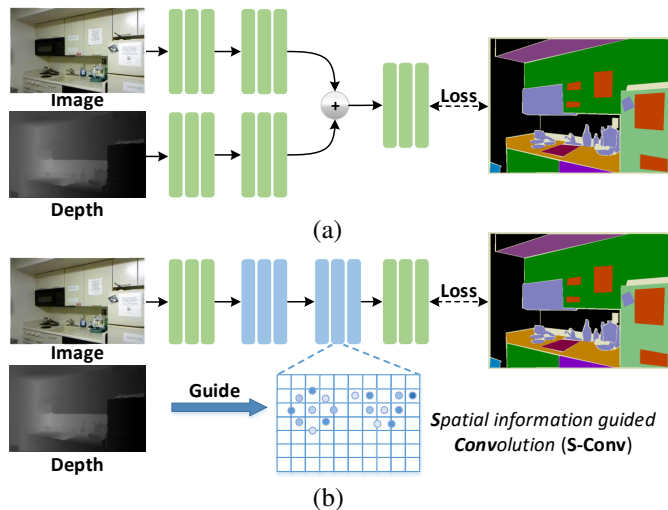 Image
+
Loss
Depth
(a)
Image
Loss
Guide
Depth
Spatial information guided
Convolution (S-Conv)
(b)